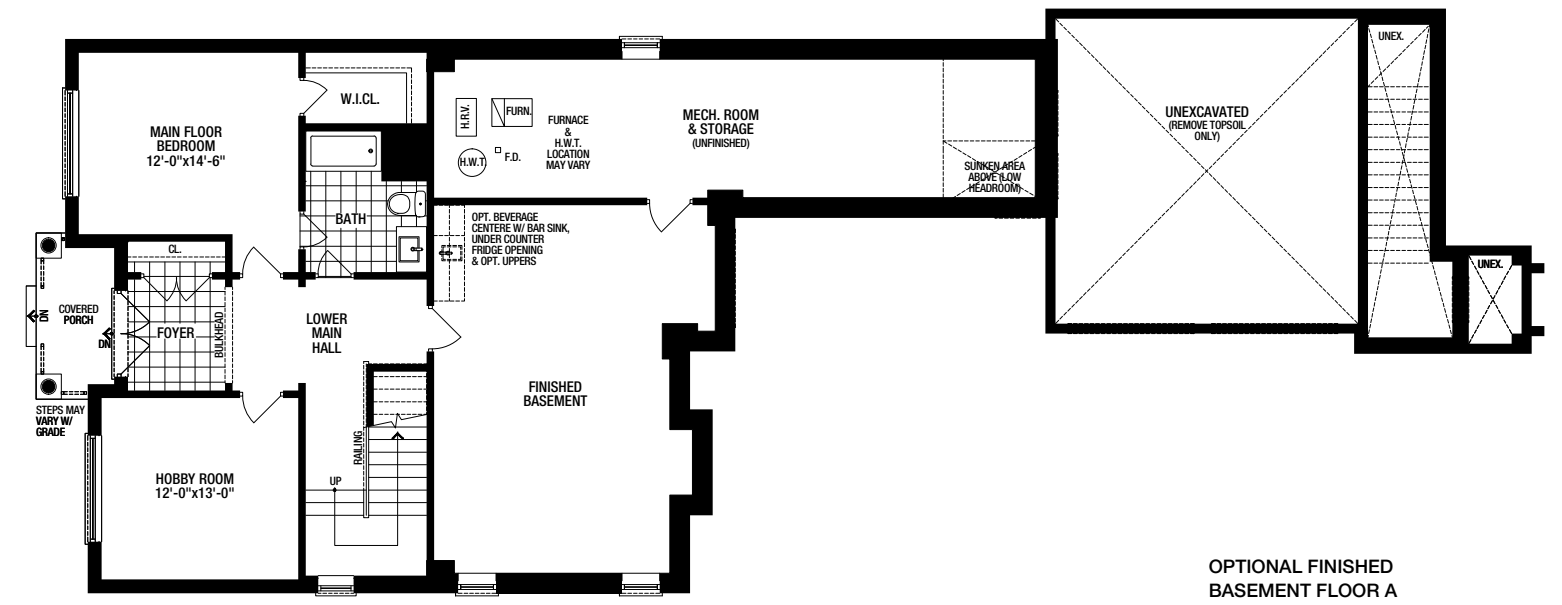 MAIN FLOOR
BEDROOM
12'-0"x14'-6"
W.I.CL.
H.R.V.
FURN.
H.W.T
F.D.
FURNACE
&
H.W.T.
LOCATION
MAY VARY
MECH. ROOM
& STORAGE
(UNFINISHED)
SUNKEN AREA
ABOVE (LOW
HEADROOM)
UNEXCAVATED
(REMOVE TOPSOIL
ONLY)
UNEX.
UNEX.
BATH
OPT. BEVERAGE
CENTERE W/ BAR SINK,
UNDER COUNTER
FRIDGE OPENING
& OPT. UPPERS
CL.
COVERED
PORCH
DN
DN
FOYER
BULKHEAD
LOWER
MAIN
HALL
STEPS MAY
VARY W/
GRADE
FINISHED
BASEMENT
RAILING
UP
HOBBY ROOM
12'-0"x13'-0"
OPTIONAL FINISHED
BASEMENT FLOOR A